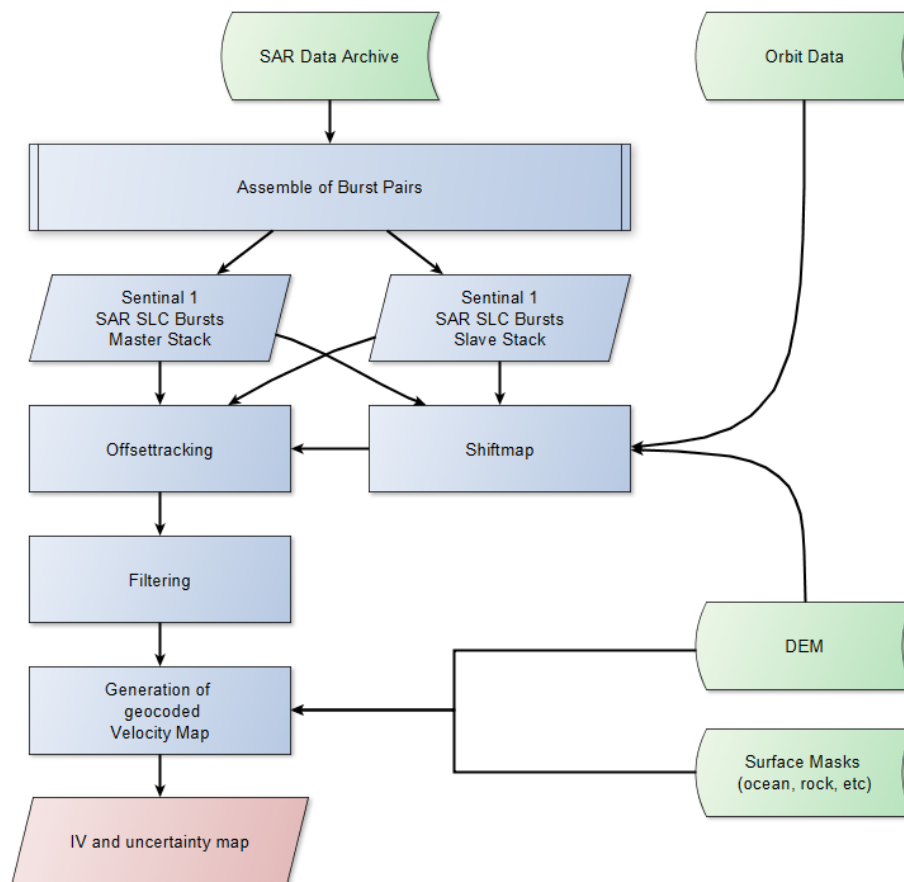 SAR Data Archive
Orbit Data
Assemble of Burst Pairs
Sentinal 1
SAR SLC Bursts
Master Stack
Sentinal 1
SAR SLC Bursts
Slave Stack
Offsettracking
Shiftmap
Filtering
DEM
Generation of
geocoded
Velocity Map
Surface Masks
(ocean, rock, etc)
IV and uncertainty map